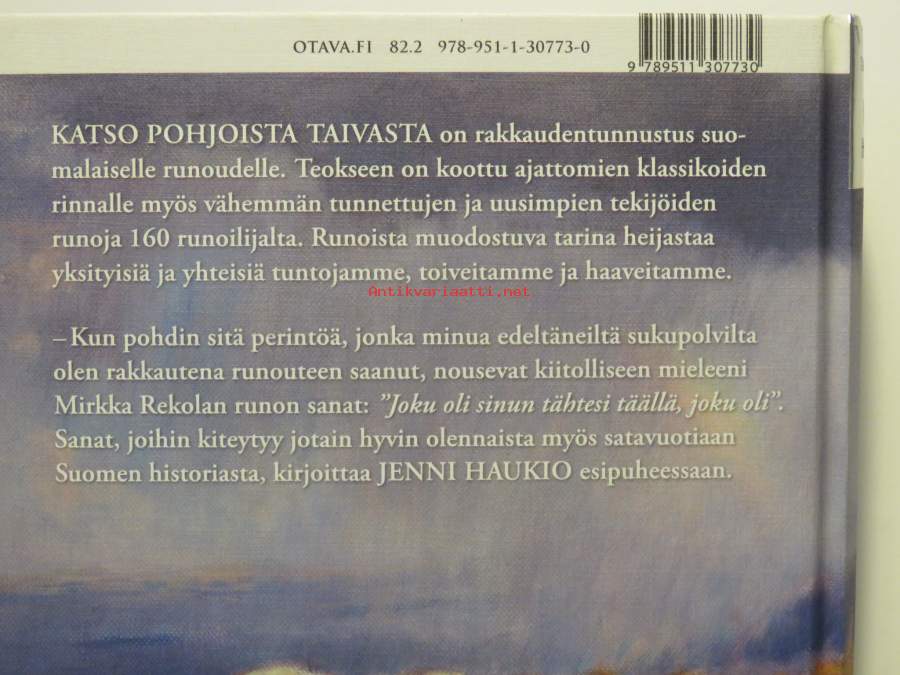 OTAVA.FI 82.2 978-951-1-30773-0
9 789511 307730
KATSO POHJOISTA TAIVASTA on rakkaudentunnustus suo-
malaiselle runoudelle. Teokseen on koottu ajattomien klassikoiden
rinnalle myös vähemmän tunnettujen ja uusimpien tekijöiden
runoja 160 runoilijalta. Runoista muodostuva tarina heijastaa
yksityisiä ja yhteisiä tuntojamme, toiveitamme ja haaveitamme.
Antikvariaatti.net
– Kun pohdin sitä perintöä, jonka minua edeltäneiltä sukupolvilta
olen rakkautena runouteen saanut, nousevat kiitolliseen mieleeni
Mirkka Rekolan runon sanat: ”Joku oli sinun tähtesi täällä, joku oli”.
Sanat, joihin kiteytyy jotain hyvin olennaista myös satavuotiaan
Suomen historiasta, kirjoittaa JENNI HAUKIO esipuheessaan.